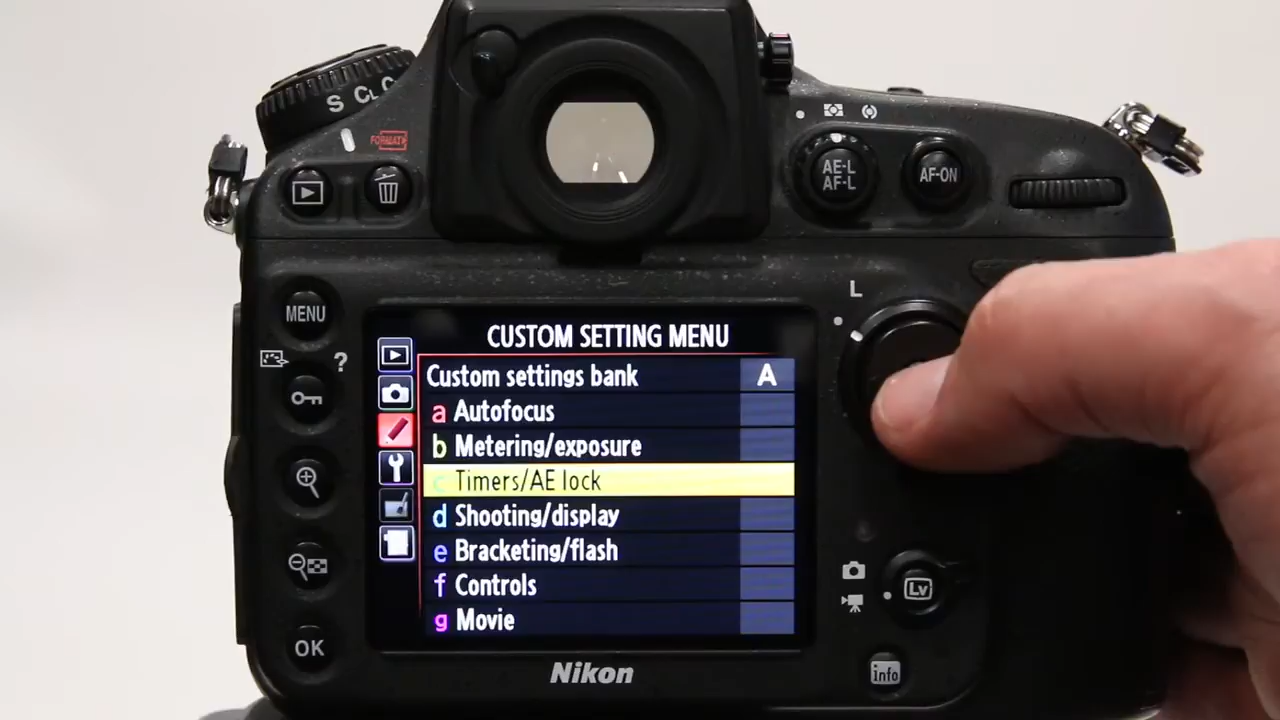 S CL C
FORMAT
AE-L
AF-L
AF-ON
L
MENU
?
CUSTOM SETTING MENU
Custom settings bank A
a Autofocus
b Metering/exposure
c Timers/AE lock
d Shooting/display
e Bracketing/flash
f Controls
g Movie
Lv
OK
Nikon
info